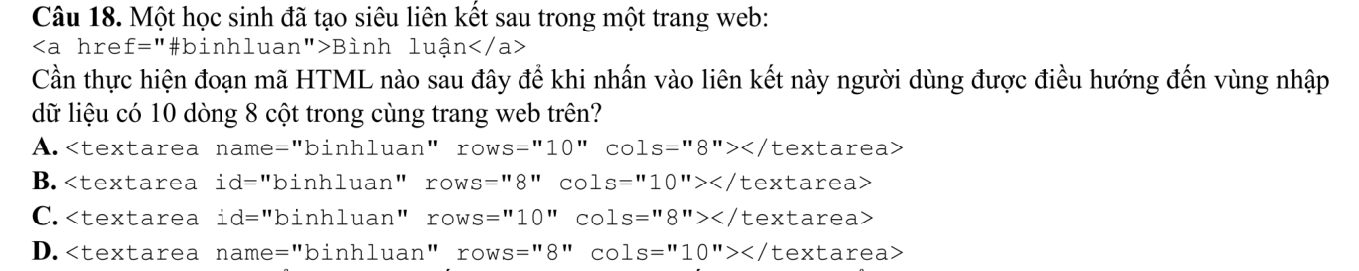 Câu 18. Một học sinh đã tạo siêu liên kết sau trong một trang web:
<a href="#binhluan">Bình luận</a>
Cần thực hiện đoạn mã HTML nào sau đây để khi nhấn vào liên kết này người dùng được điều hướng đến vùng nhập
dữ liệu có 10 dòng 8 cột trong cùng trang web trên?
A. <textarea name="binhluan" rows="10" cols="8"></textarea>
B. <textarea id="binhluan" rows="8" cols="10"></textarea>
C. <textarea id="binhluan" rows="10" cols="8"></textarea>
D. <textarea name="binhluan" rows="8" cols="10"></textarea>